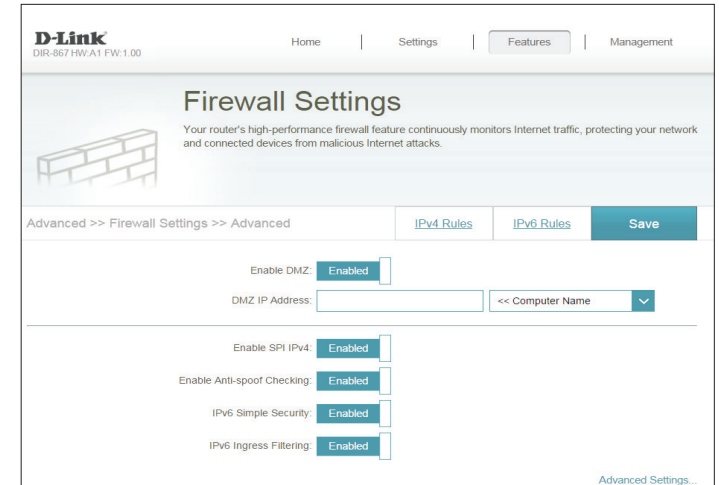 D-Link
DIR-867 HW:A1 FW:1.00
Home
Settings
Features
Management
Firewall Settings
Your router's high-performance firewall feature continuously monitors Internet traffic, protecting your network
and connected devices from malicious Internet attacks.
Advanced >> Firewall Settings >> Advanced
IPv4 Rules
IPv6 Rules
Save
Enable DMZ: Enabled
DMZ IP Address: << Computer Name
Enable SPI IPv4: Enabled
Enable Anti-spoof Checking: Enabled
IPv6 Simple Security: Enabled
IPv6 Ingress Filtering: Enabled
Advanced Settings...